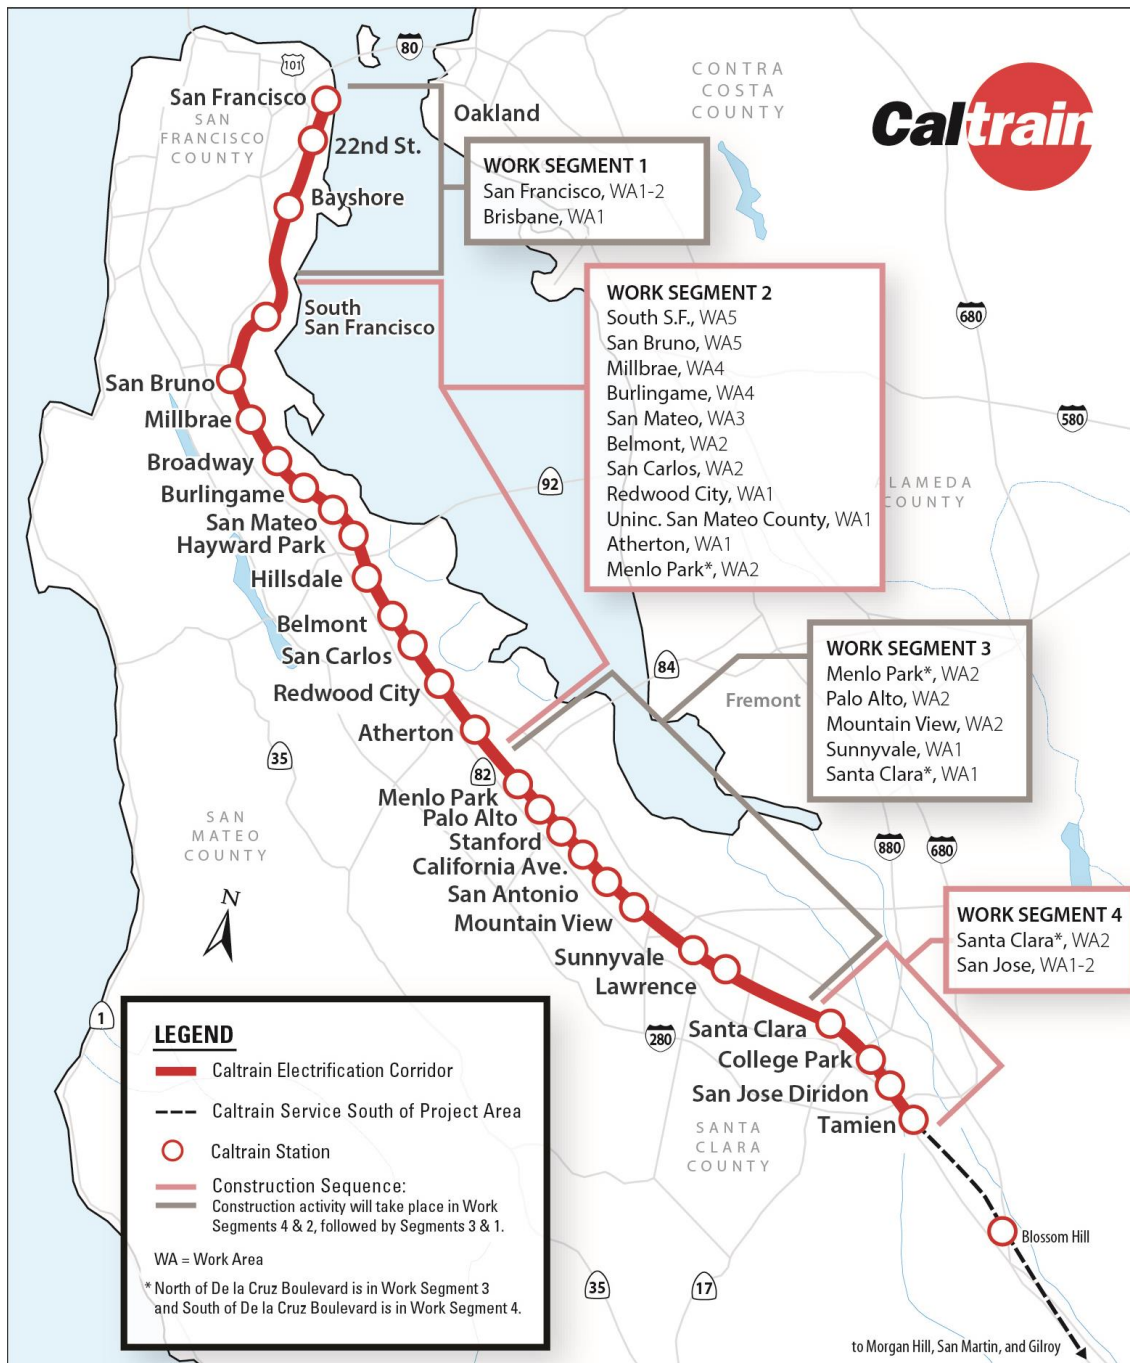 80
101
CONTRA
COSTA
COUNTY
Caltrain
San Francisco
SAN
FRANCISCO
COUNTY
Oakland
22nd St.
WORK SEGMENT 1
San Francisco, WA1-2
Brisbane, WA1
Bayshore
WORK SEGMENT 2
South S.F., WA5
San Bruno, WA5
Millbrae, WA4
Burlingame, WA4
San Mateo, WA3
Belmont, WA2
San Carlos, WA2
Redwood City, WA1
Uninc. San Mateo County, WA1
Atherton, WA1
Menlo Park*, WA2
680
South
San Francisco
San Bruno
Millbrae
580
Broadway
Burlingame
92
ALAMEDA
COUNTY
San Mateo
Hayward Park
Hillsdale
Belmont
San Carlos
Redwood City
84
Fremont
WORK SEGMENT 3
Menlo Park*, WA2
Palo Alto, WA2
Mountain View, WA2
Sunnyvale, WA1
Santa Clara*, WA1
Atherton
35
82
Menlo Park
Palo Alto
Stanford
California Ave.
San Antonio
Mountain View
SAN
MATEO
COUNTY
880
680
N
WORK SEGMENT 4
Santa Clara*, WA2
San Jose, WA1-2
Sunnyvale
Lawrence
1
280
Santa Clara
College Park
San Jose Diridon
Tamien
SANTA
CLARA
COUNTY
LEGEND
Caltrain Electrification Corridor
Caltrain Service South of Project Area
Caltrain Station
Construction Sequence:
Construction activity will take place in Work
Segments 4 & 2, followed by Segments 3 & 1.
WA = Work Area
* North of De la Cruz Boulevard is in Work Segment 3
and South of De la Cruz Boulevard is in Work Segment 4.
Blossom Hill
35
17
to Morgan Hill, San Martin, and Gilroy